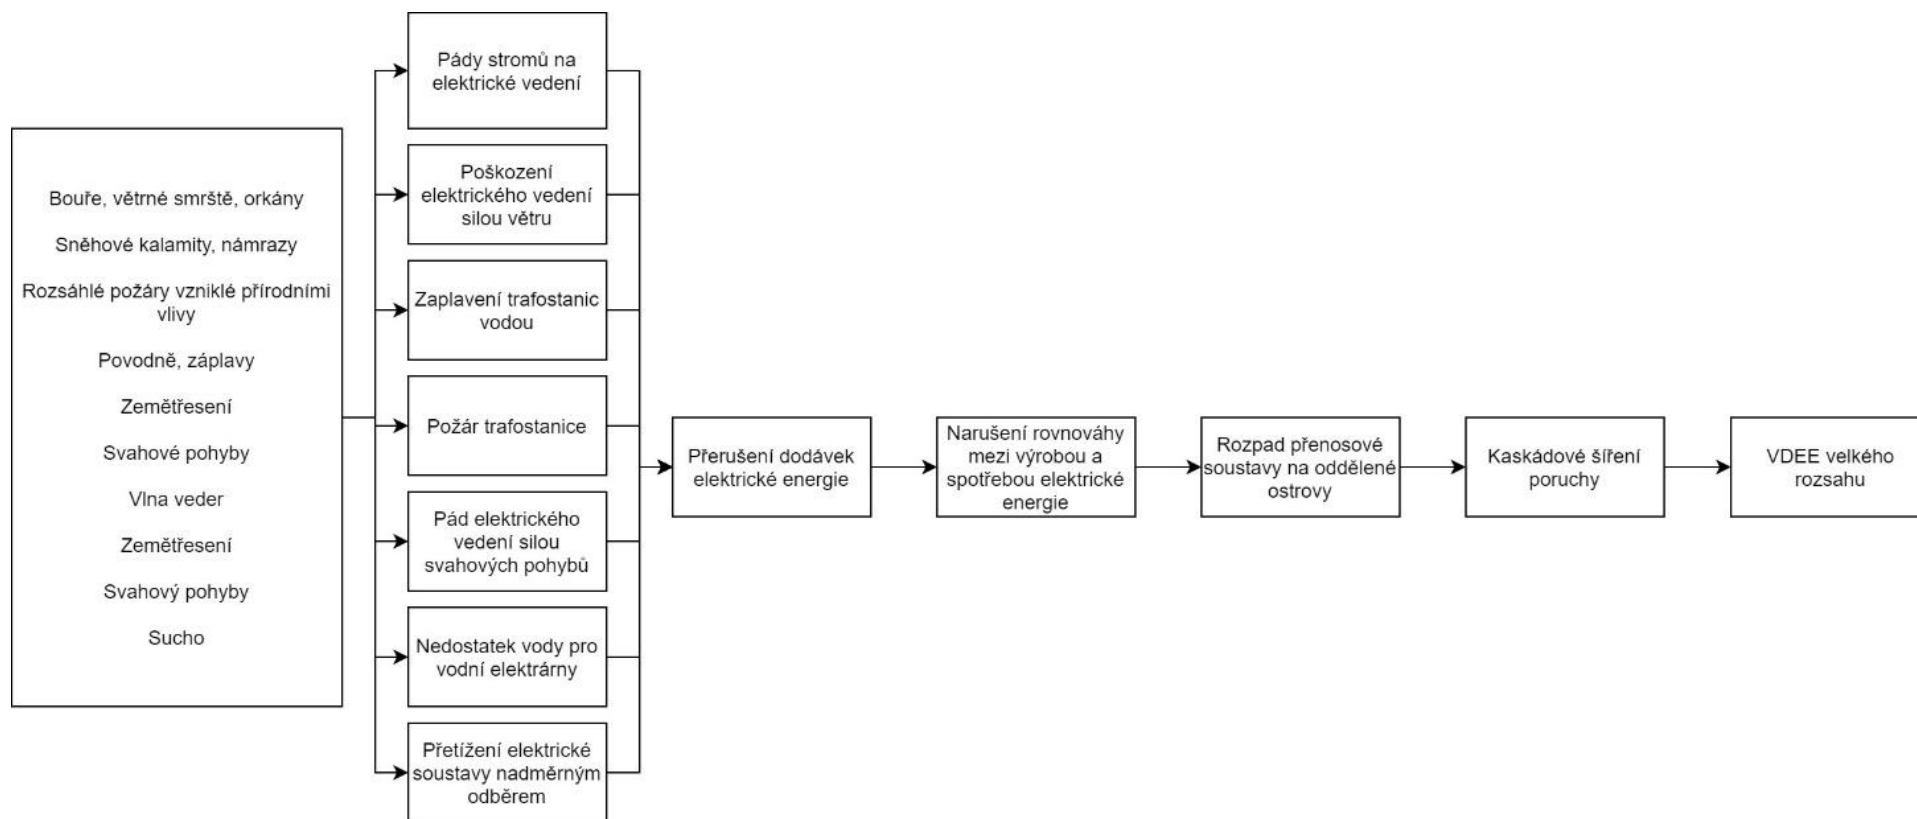 Bouře, větrné smrště, orkány
Sněhové kalamity, námrazy
Rozsáhlé požáry vzniklé přírodními
vlivy
Povodně, záplavy
Zemětřesení
Svahové pohyby
Vlna veder
Zemětřesení
Svahový pohyby
Sucho
Pády stromů na
elektrické vedení
Poškození
elektrického vedení
silou větru
Zaplavení trafostanic
vodou
Požár trafostanice
Pád elektrického
vedení silou
svahových pohybů
Nedostatek vody pro
vodní elektrárny
Přetížení elektrické
soustavy nadměrným
odběrem
Přerušení dodávek
elektrické energie
Narušení rovnováhy
mezi výrobou a
spotřebou elektrické
energie
Rozpad přenosové
soustavy na oddělené
ostrovy
Kaskádové šíření
poruchy
VDEE velkého
rozsahu